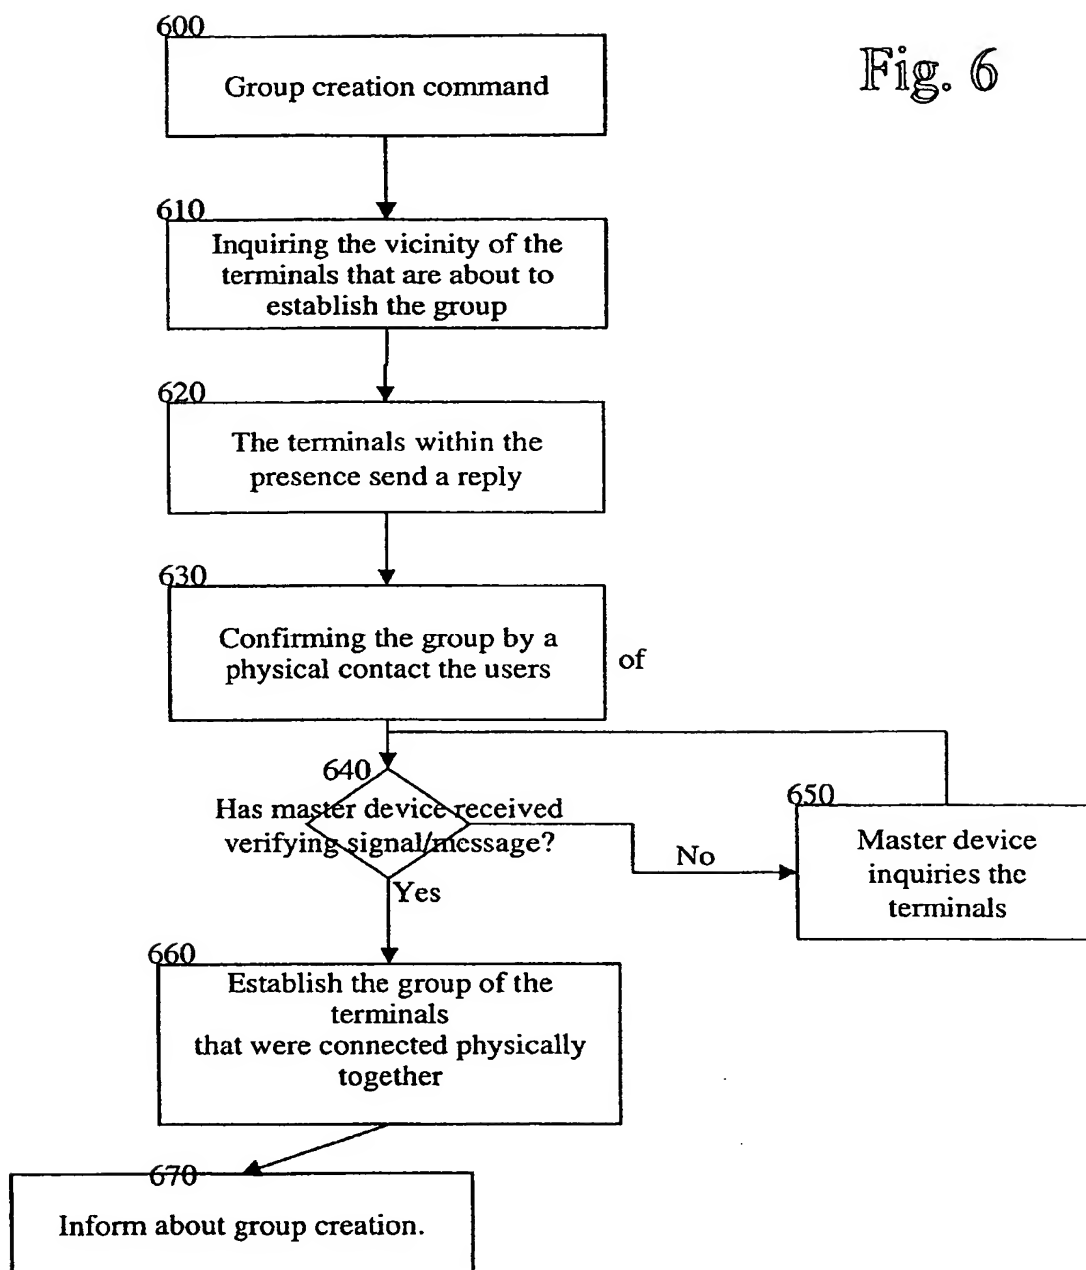 600
Fig. 6
Group creation command
610
Inquiring the vicinity of the
terminals that are about to
establish the group
620
The terminals within the
presence send a reply
630
Confirming the group by a
physical contact the users
of
640
Has master device received
verifying signal/message?
650
Master device
inquiries the
terminals
No
Yes
660
Establish the group of the
terminals
that were connected physically
together
670
Inform about group creation.